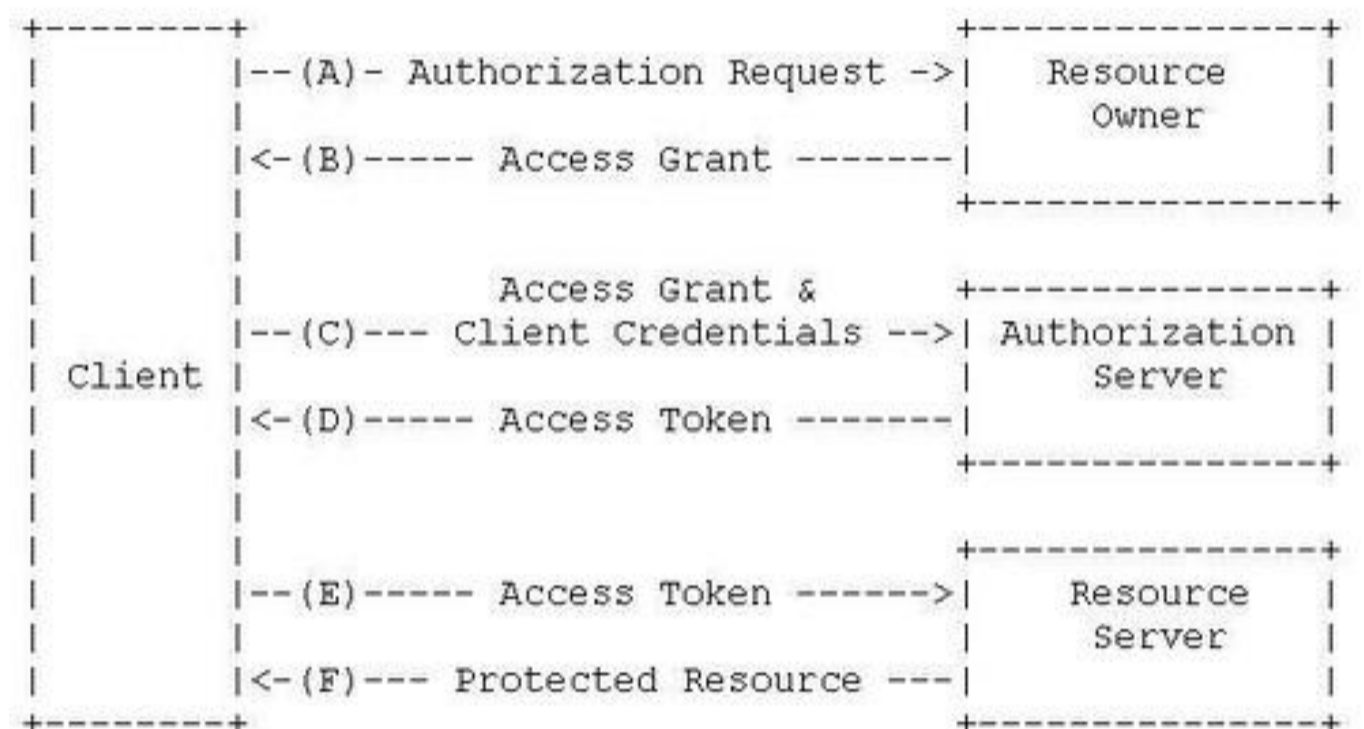 +---------+                                  +-----------------+
|         |--(A)- Authorization Request ->|    Resource     |
|         |                               |      Owner      |
|         |<-(B)----- Access Grant -------|                 |
|         |                               +-----------------+
|         |
|         |           Access Grant &      +-----------------+
|         |--(C)--- Client Credentials -->|  Authorization  |
| Client  |                               |     Server      |
|         |<-(D)----- Access Token -------|                 |
|         |                               +-----------------+
|         |
|         |                               +-----------------+
|         |--(E)----- Access Token ------>|    Resource     |
|         |                               |     Server      |
|         |<-(F)--- Protected Resource ---|                 |
+---------+                               +-----------------+